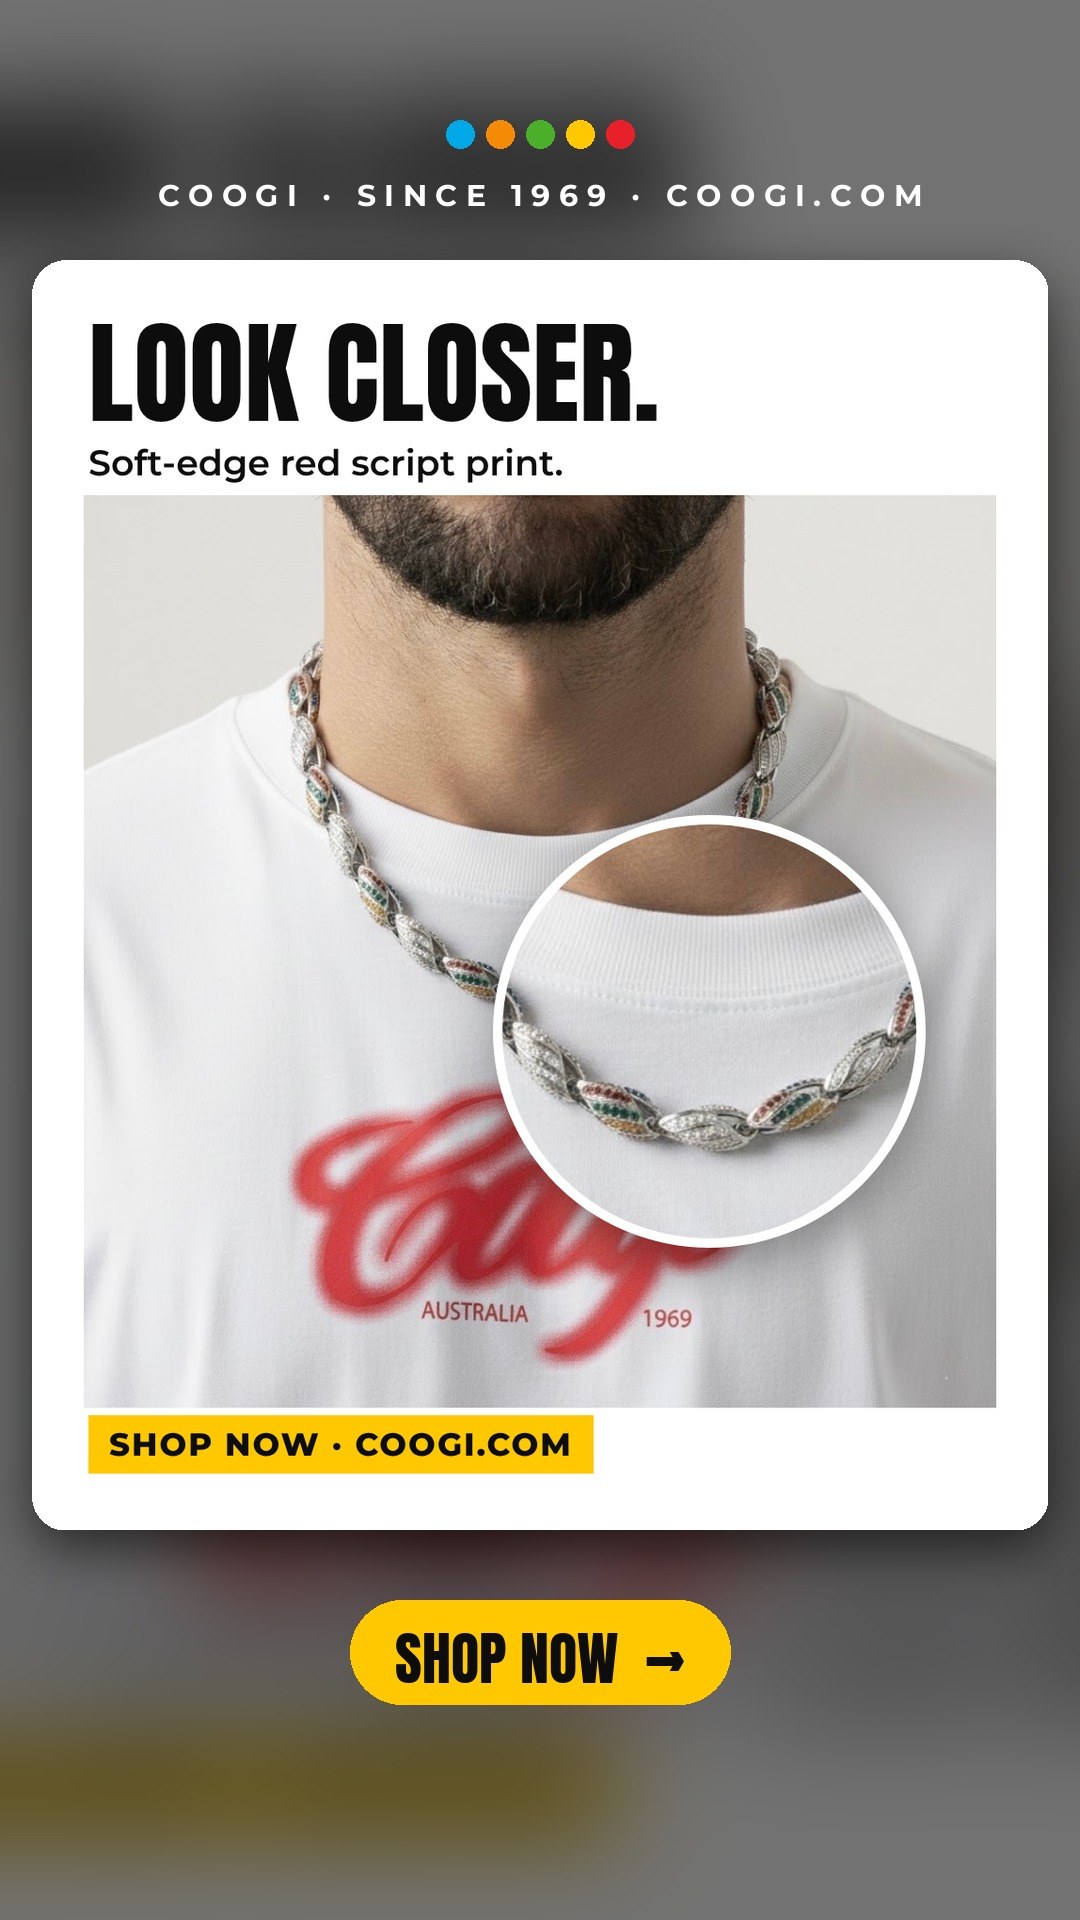 COOGI · SINCE 1969 · COOGI.COM
LOOK CLOSER.
Soft-edge red script print.
AUSTRALIA 1969
SHOP NOW · COOGI.COM
SHOP NOW →